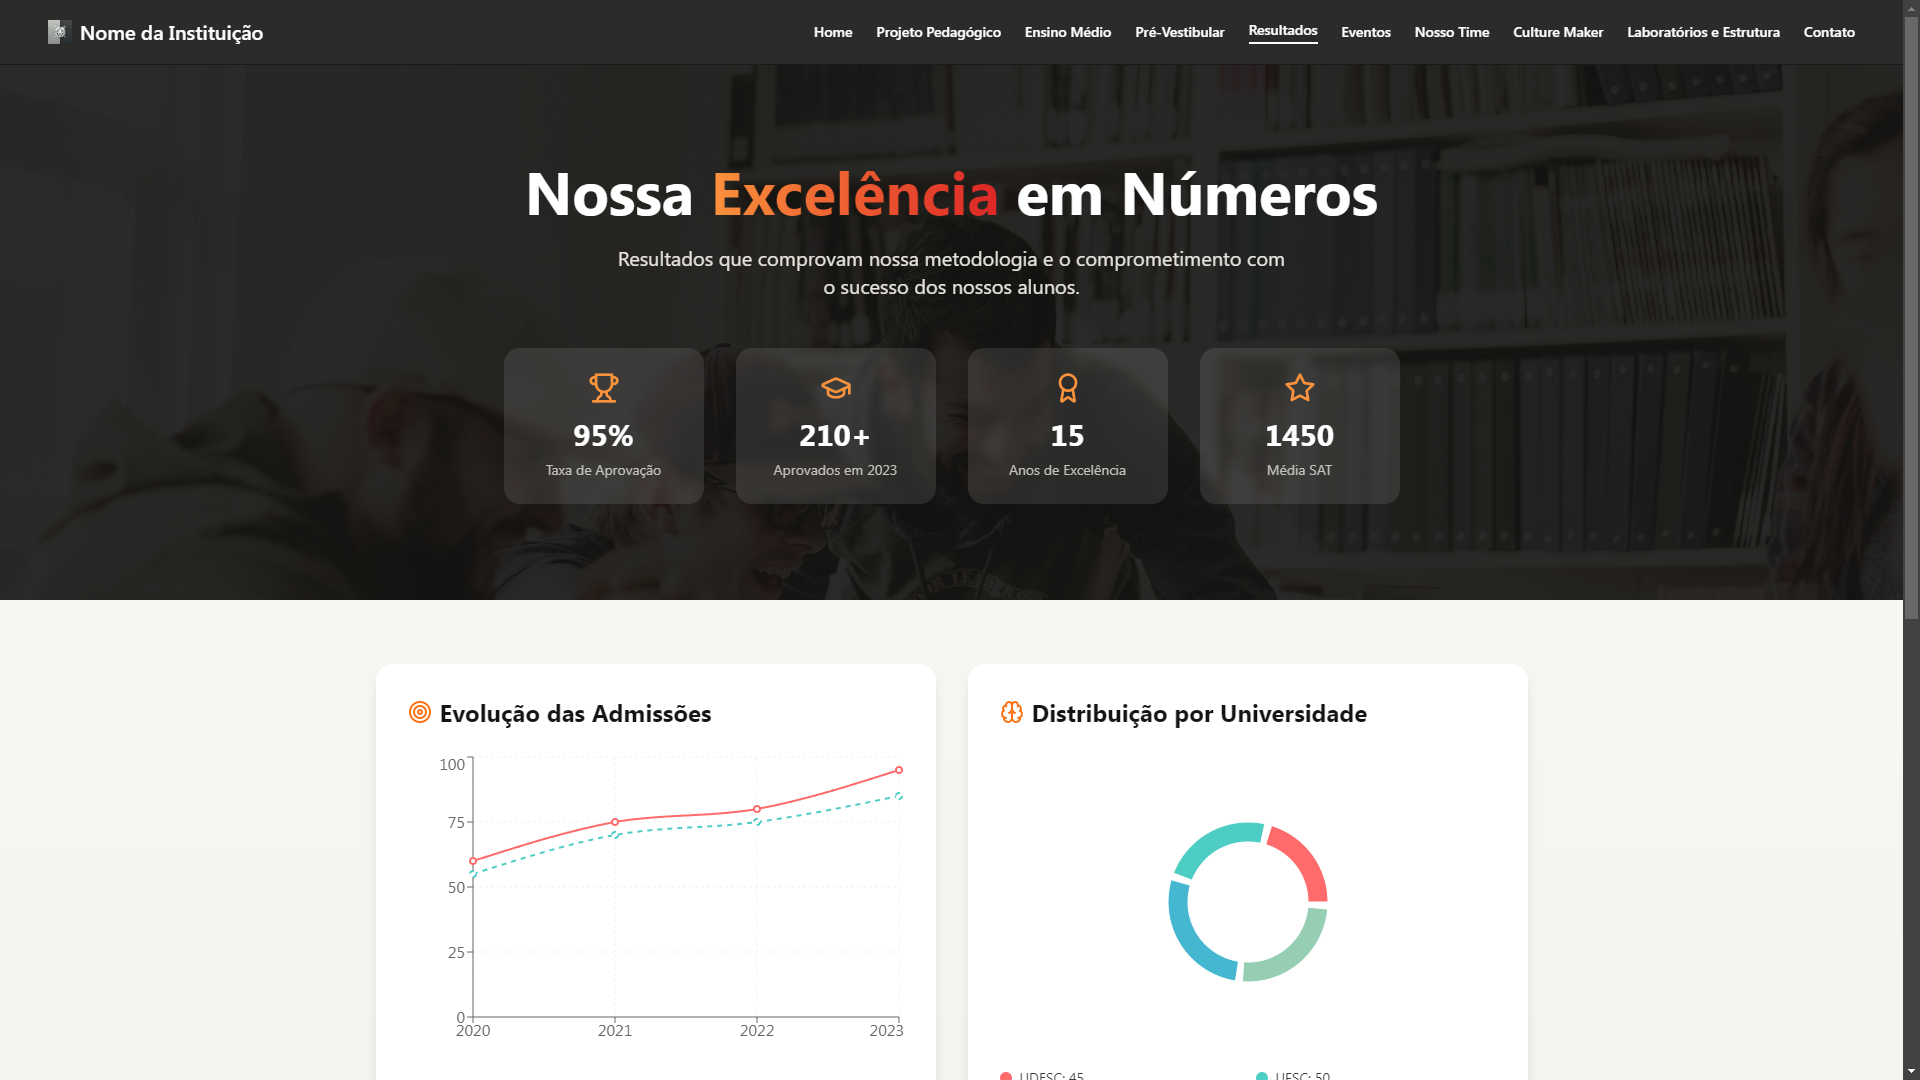 Nome da Instituição
Home Projeto Pedagógico Ensino Médio Pré-Vestibular Resultados Eventos Nosso Time Culture Maker Laboratórios e Estrutura Contato
Nossa Excelência em Números
Resultados que comprovam nossa metodologia e o comprometimento com
o sucesso dos nossos alunos.
95%
Taxa de Aprovação
210+
Aprovados em 2023
15
Anos de Excelência
1450
Média SAT
Evolução das Admissões
100
75
50
25
0
2020 2021 2022 2023
Distribuição por Universidade
UDESC: 45
UFSC: 50